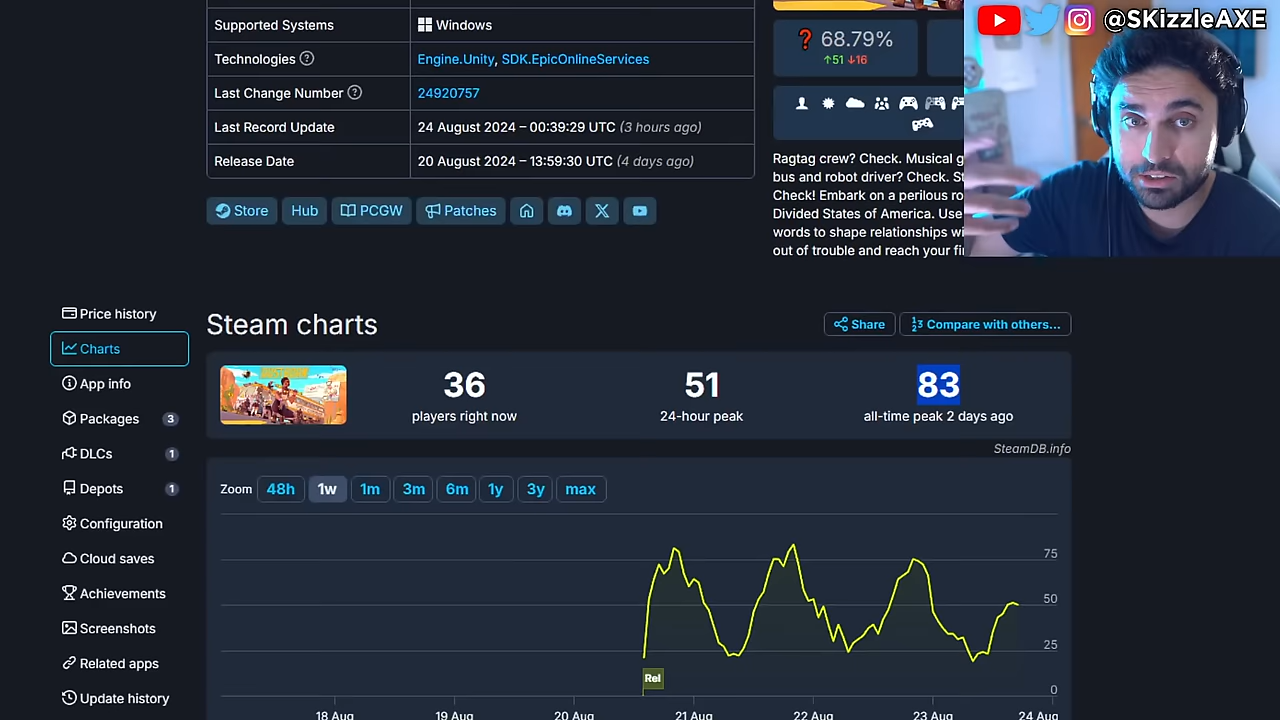 @SKizzleAXE
Supported Systems Windows
Technologies Engine.Unity, SDK.EpicOnlineServices
Last Change Number 24920757
Last Record Update 24 August 2024 – 00:39:29 UTC (3 hours ago)
Release Date 20 August 2024 – 13:59:30 UTC (4 days ago)
68.79%
↑51 ↓16
Ragtag crew? Check. Musical g
bus and robot driver? Check. St
Check! Embark on a perilous ro
Divided States of America. Use
words to shape relationships wi
out of trouble and reach your fi
Store Hub PCGW Patches
Price history
Charts
App info
Packages 3
DLCs 1
Depots 1
Configuration
Cloud saves
Achievements
Screenshots
Related apps
Update history
Steam charts
Share Compare with others...
36 51 83
players right now 24-hour peak all-time peak 2 days ago
SteamDB.info
Zoom 48h 1w 1m 3m 6m 1y 3y max
75
50
25
0
Rel
18 Aug 19 Aug 20 Aug 21 Aug 22 Aug 23 Aug 24 Aug